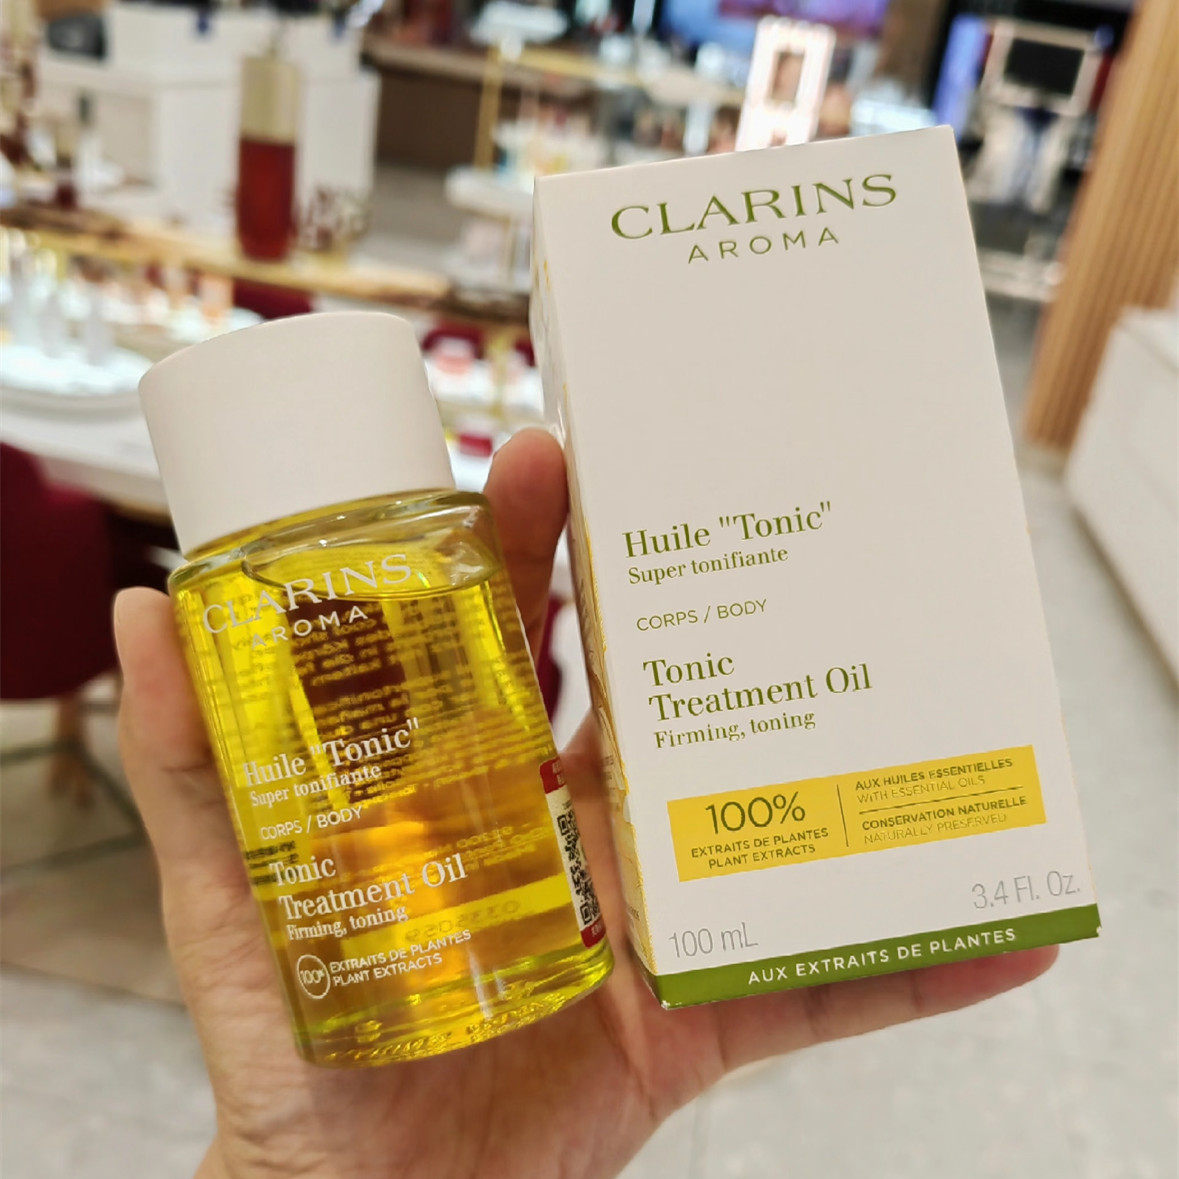 CLARINS
AROMA
Huile "Tonic"
Super tonifiante
CORPS / BODY
Tonic
Treatment Oil
Firming, toning
100%
EXTRAITS DE PLANTES
PLANT EXTRACTS
CLARINS
AROMA
Huile "Tonic"
Super tonifiante
CORPS / BODY
Tonic
Treatment Oil
Firming, toning
100%
EXTRAITS DE PLANTES
PLANT EXTRACTS
AUX HUILES ESSENTIELLES
WITH ESSENTIAL OILS
CONSERVATION NATURELLE
NATURALLY PRESERVED
100 mL
3.4 Fl. Oz.
AUX EXTRAITS DE PLANTES